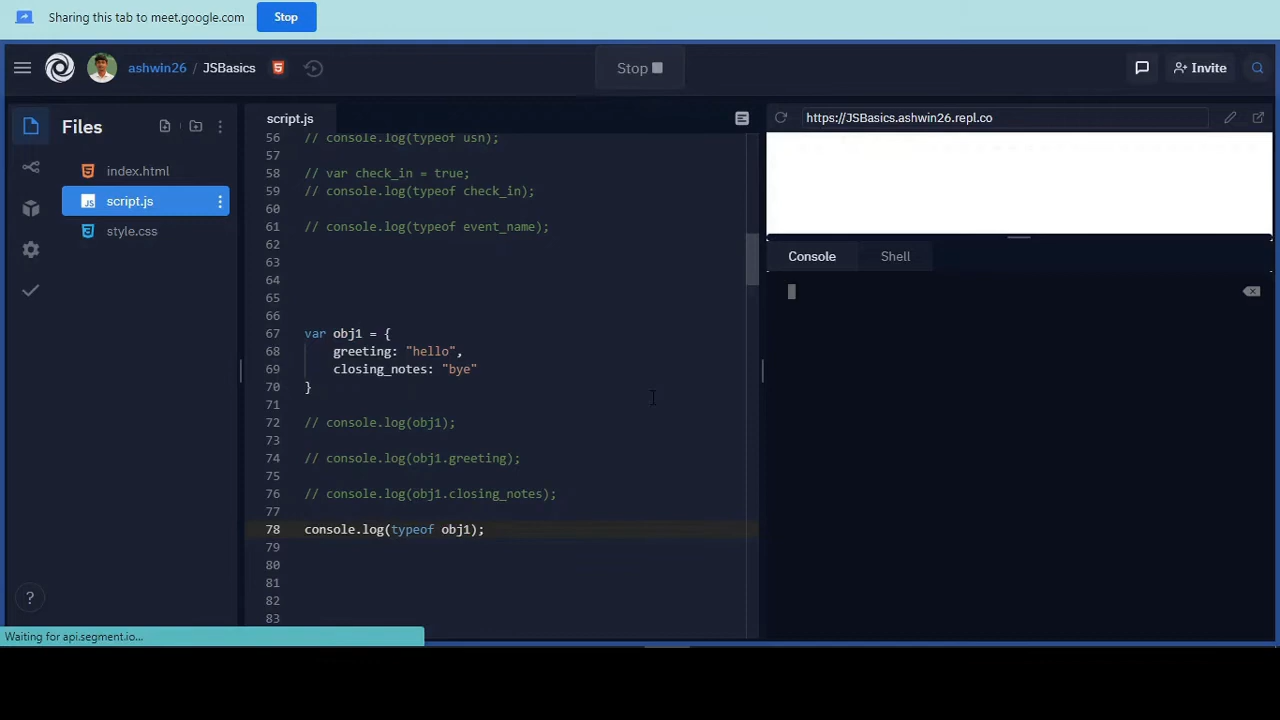 Sharing this tab to meet.google.com Stop
ashwin26 / JSBasics Stop Invite
Files script.js https://JSBasics.ashwin26.repl.co
index.html
script.js
style.css
Console Shell
56 // console.log(typeof usn);
57
58 // var check_in = true;
59 // console.log(typeof check_in);
60
61 // console.log(typeof event_name);
62
63
64
65
66
67 var obj1 = {
68 greeting: "hello",
69 closing_notes: "bye"
70 }
71
72 // console.log(obj1);
73
74 // console.log(obj1.greeting);
75
76 // console.log(obj1.closing_notes);
77
78 console.log(typeof obj1);
79
80
81
82
83
?
Waiting for api.segment.io...